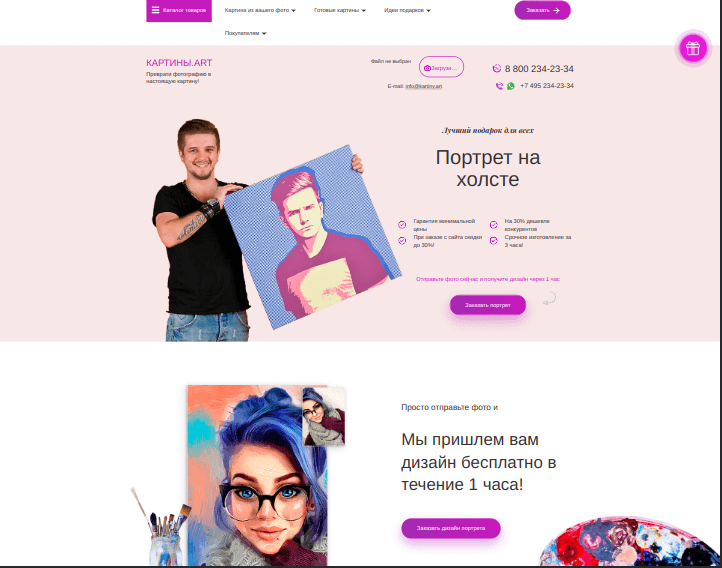 Каталог товаров
Картина из вашего фото
Готовые картины
Идеи подарков
Заказать
Покупателям
КАРТИНЫ.ART
Преврати фотографию в
настоящую картину!
Файл не выбран
Загрузи...
E-mail: info@kartiny.art
8 800 234-23-34
+7 495 234-23-34
Лучший подарок для всех
Портрет на
холсте
Гарантия минимальной
цены
На 30% дешевле
конкурентов
При заказе с сайта скидки
до 30%!
Срочное изготовление за
3 часа!
Отправьте фото сейчас и получите дизайн через 1 час
Заказать портрет
Просто отправьте фото и
Мы пришлем вам
дизайн бесплатно в
течение 1 часа!
Заказать дизайн портрета